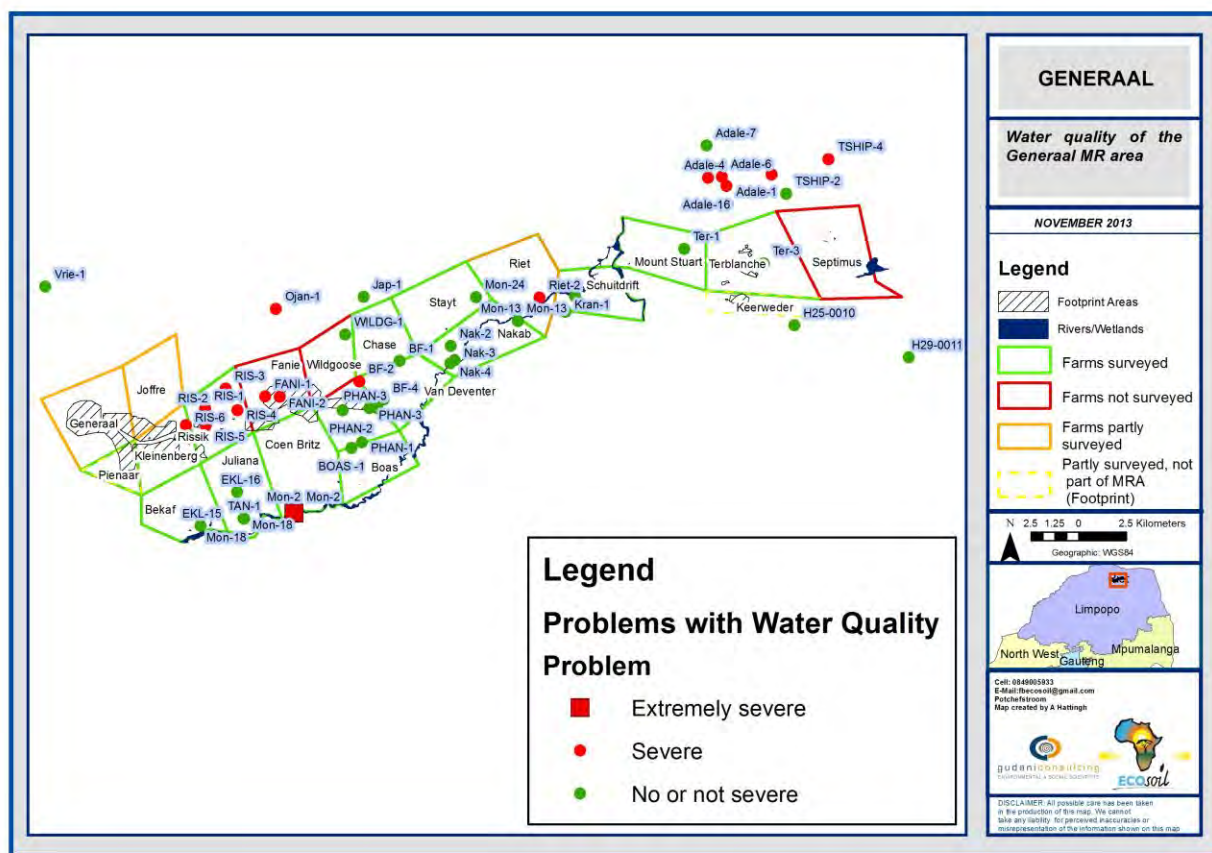 GENERAAL
Water quality of the
Generaal MR area
NOVEMBER 2013
Legend
Footprint Areas
Rivers/Wetlands
Farms surveyed
Farms not surveyed
Farms partly
surveyed
Partly surveyed, not
part of MRA
(Footprint)
N
2.5 1.25 0 2.5 Kilometers
Geographic: WGS84
Limpopo
North West
Mpumalanga
Gauteng
Cell: 0849005933
E-Mail:fbecosoil@gmail.com
Potchefstroom
Map created by A Hattingh
gudaniconsulting
ENVIRONMENTAL & SOCIAL SCIENTISTS
ECOsoil
DISCLAIMER: All possible care has been taken
in the production of this map. We cannot
take any liability for perceived inaccuracies or
misrepresentation of the information shown on this map
Adale-7
TSHIP-4
Adale-4
Adale-6
Adale-1
TSHIP-2
Adale-16
Ter-1
Ter-3
Mount Stuart
Terblanche
Septimus
Vrie-1
Riet
Riet-2
Schuitdrift
Keerweder
Jap-1
Mon-24
Ojan-1
Stayt
Mon-13
Mon-13
Kran-1
H25-0010
WILDG-1
Chase
Nak-2
Nakab
H29-0011
BF-1
Nak-3
Fanie
Wildgoose
BF-2
Nak-4
Joffre
RIS-3
FANI-1
BF-4
Van Deventer
RIS-2
RIS-1
PHAN-3
Generaal
RIS-6
RIS-4
FANI-2
PHAN-3
Rissik
RIS-5
PHAN-2
Kleinenberg
Coen Britz
PHAN-1
Pienaar
Juliana
BOAS -1
Boas
EKL-16
Bekaf
EKL-15
TAN-1
Mon-2
Mon-2
Mon-18
Mon-18
Legend
Problems with Water Quality
Problem
Extremely severe
Severe
No or not severe